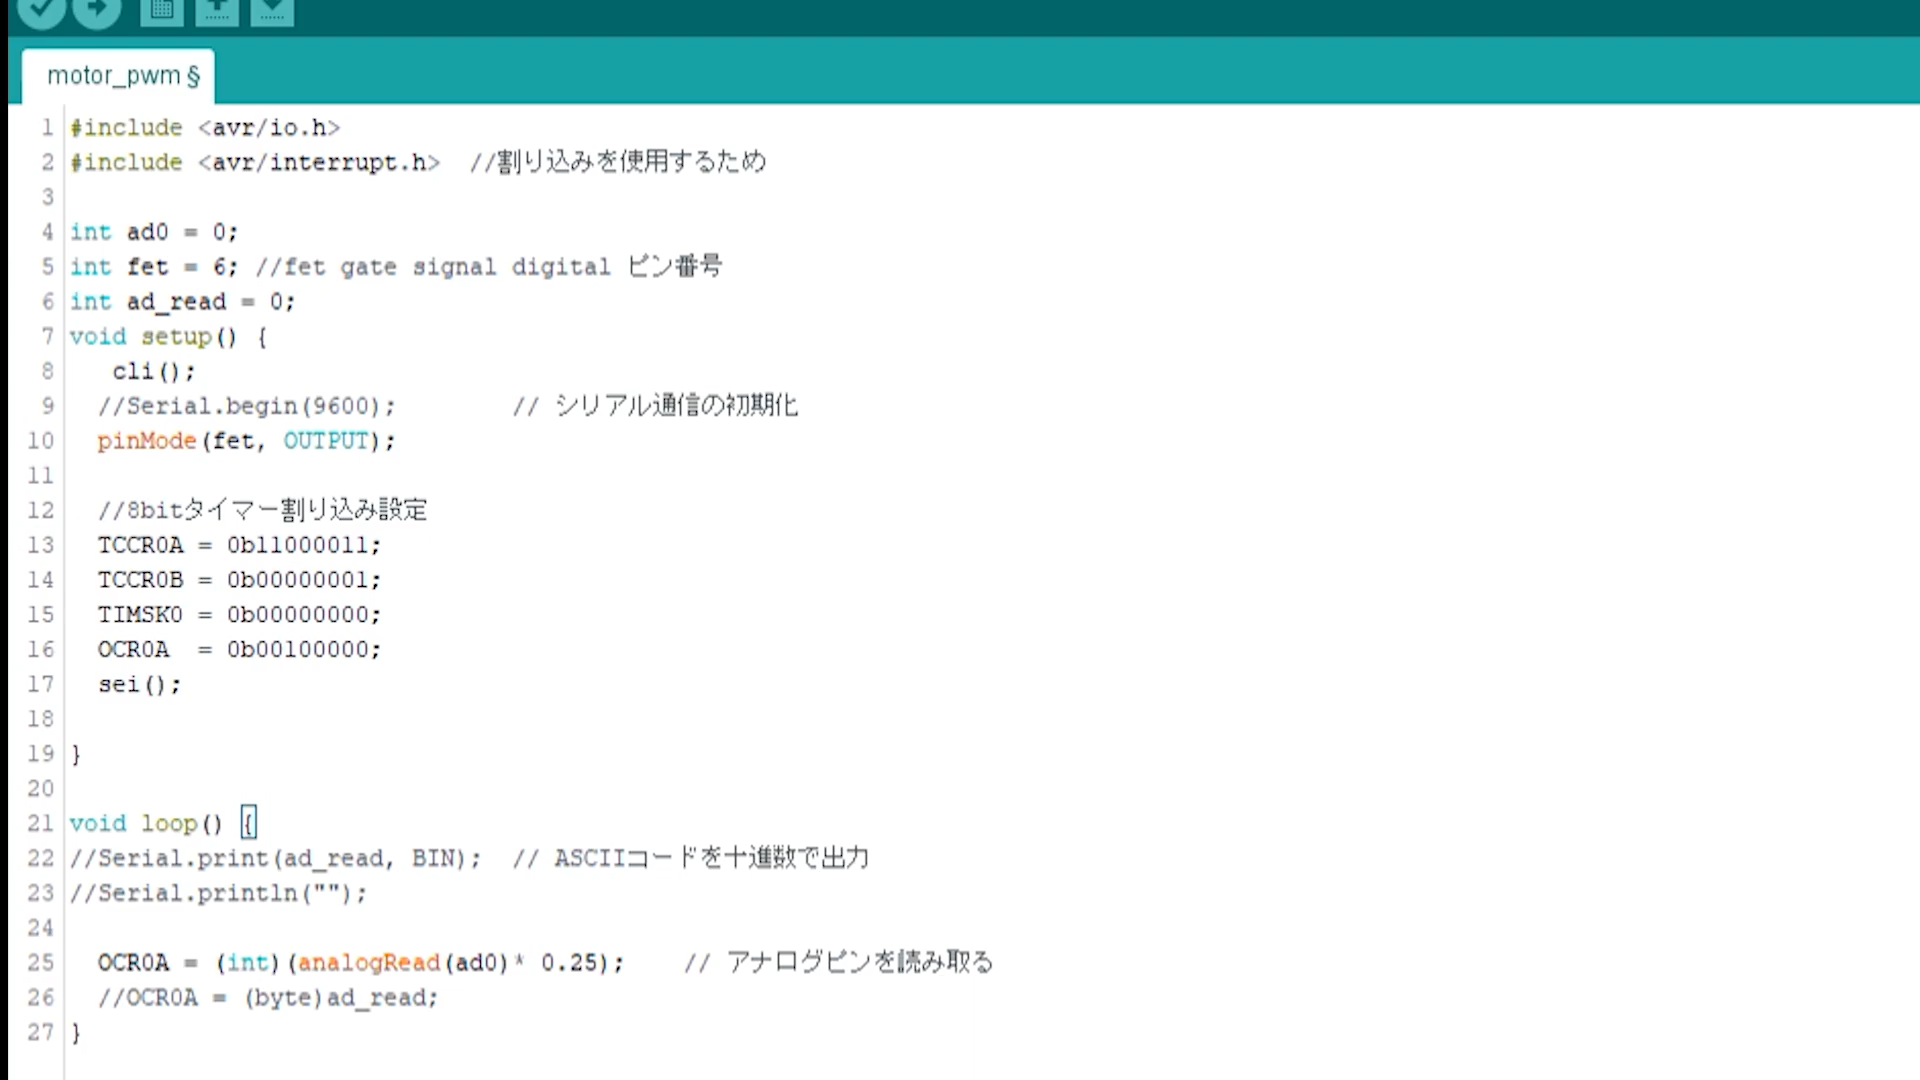 motor_pwm §
1 #include <avr/io.h>
2 #include <avr/interrupt.h>  //割り込みを使用するため
3
4 int ad0 = 0;
5 int fet = 6; //fet gate signal digital ピン番号
6 int ad_read = 0;
7 void setup() {
8    cli();
9   //Serial.begin(9600);        // シリアル通信の初期化
10   pinMode(fet, OUTPUT);
11
12   //8bitタイマー割り込み設定
13   TCCR0A = 0b11000011;
14   TCCR0B = 0b00000001;
15   TIMSK0 = 0b00000000;
16   OCR0A  = 0b00100000;
17   sei();
18
19 }
20
21 void loop() {
22 //Serial.print(ad_read, BIN);  // ASCIIコードを十進数で出力
23 //Serial.println("");
24
25   OCR0A = (int)(analogRead(ad0)* 0.25);    // アナログピンを読み取る
26   //OCR0A = (byte)ad_read;
27 }